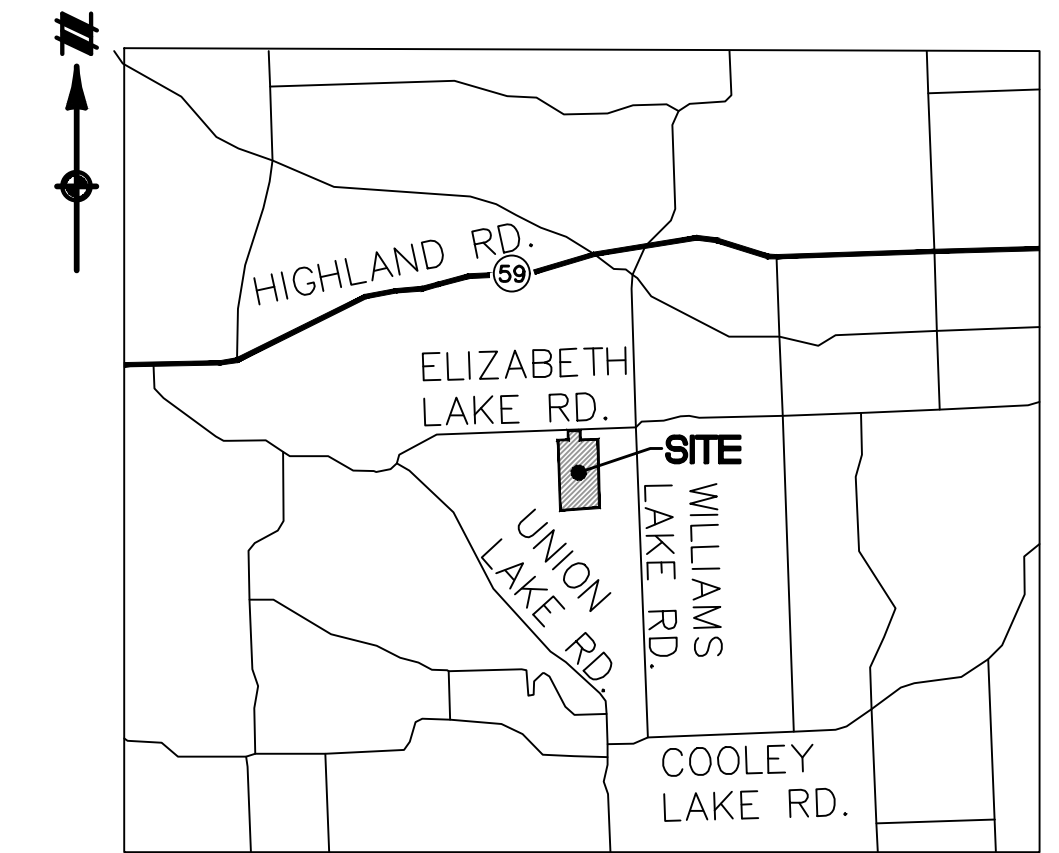 N
HIGHLAND RD.
59
ELIZABETH
LAKE RD.
SITE
UNION
LAKE RD.
WILLIAMS
LAKE RD.
COOLEY
LAKE RD.